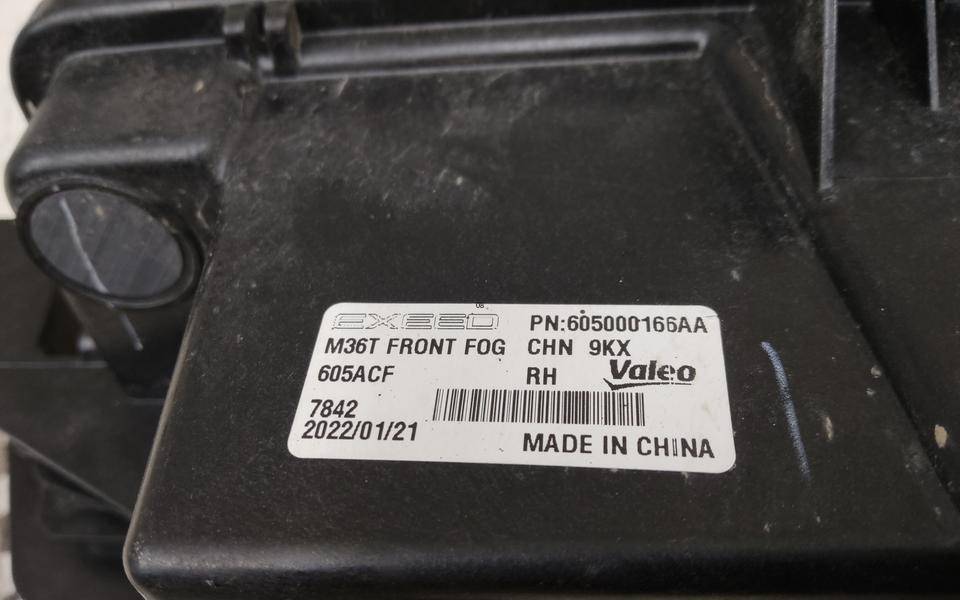 EXEED PN:605000166AA
M36T FRONT FOG CHN 9KX
605ACF RH Valeo
7842
2022/01/21
MADE IN CHINA